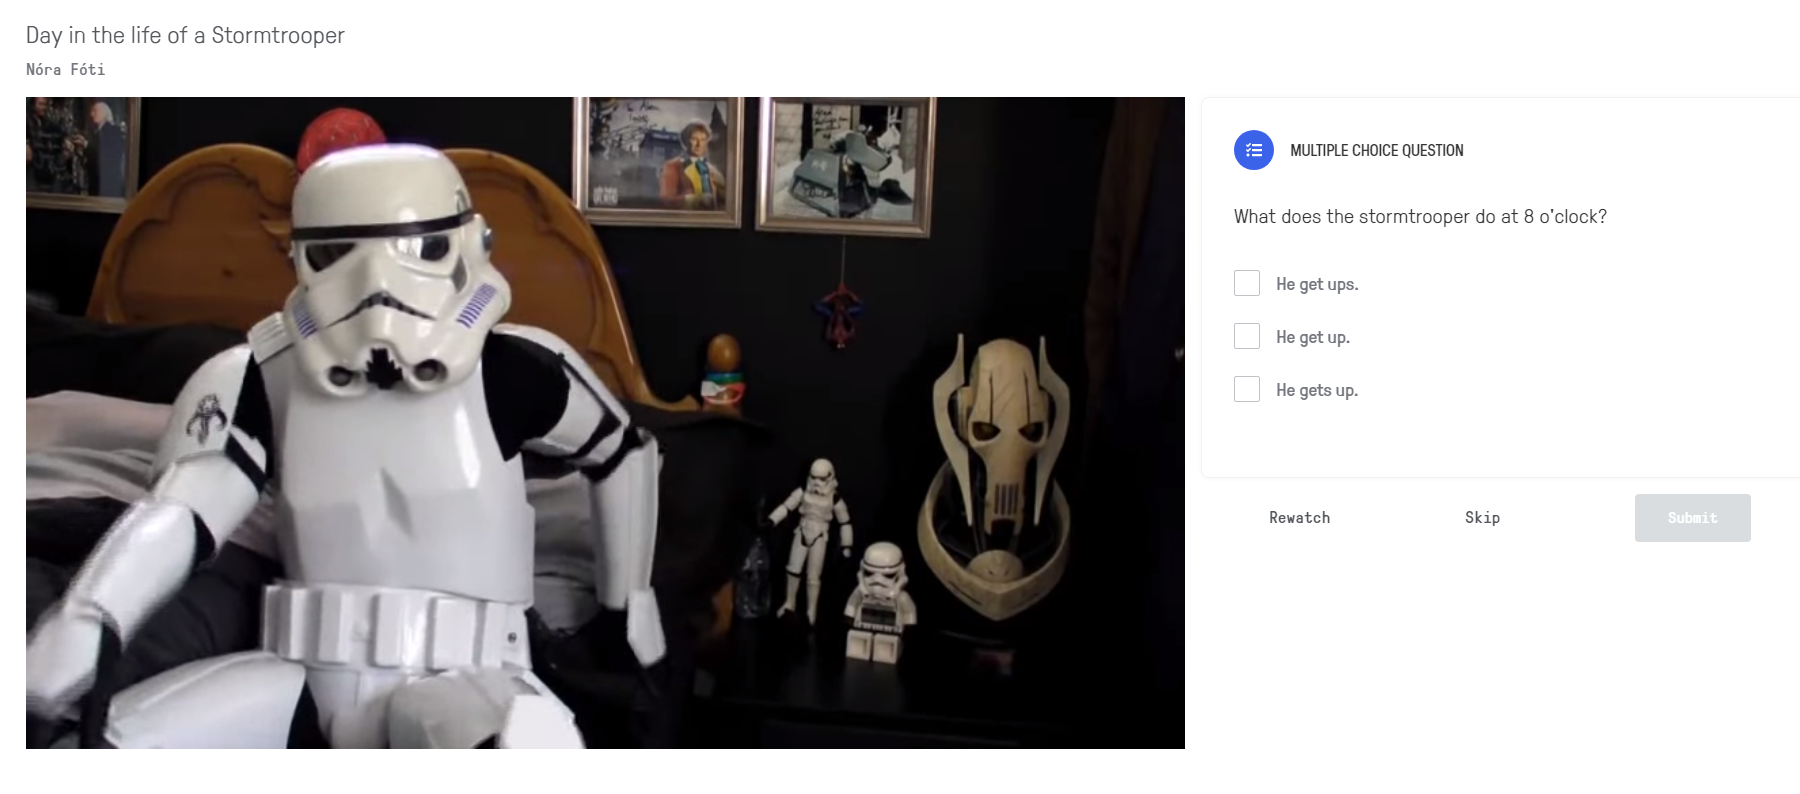 Day in the life of a Stormtrooper
Nóra Fóti
MULTIPLE CHOICE QUESTION
What does the stormtrooper do at 8 o'clock?
He get ups.
He get up.
He gets up.
Rewatch
Skip
Submit